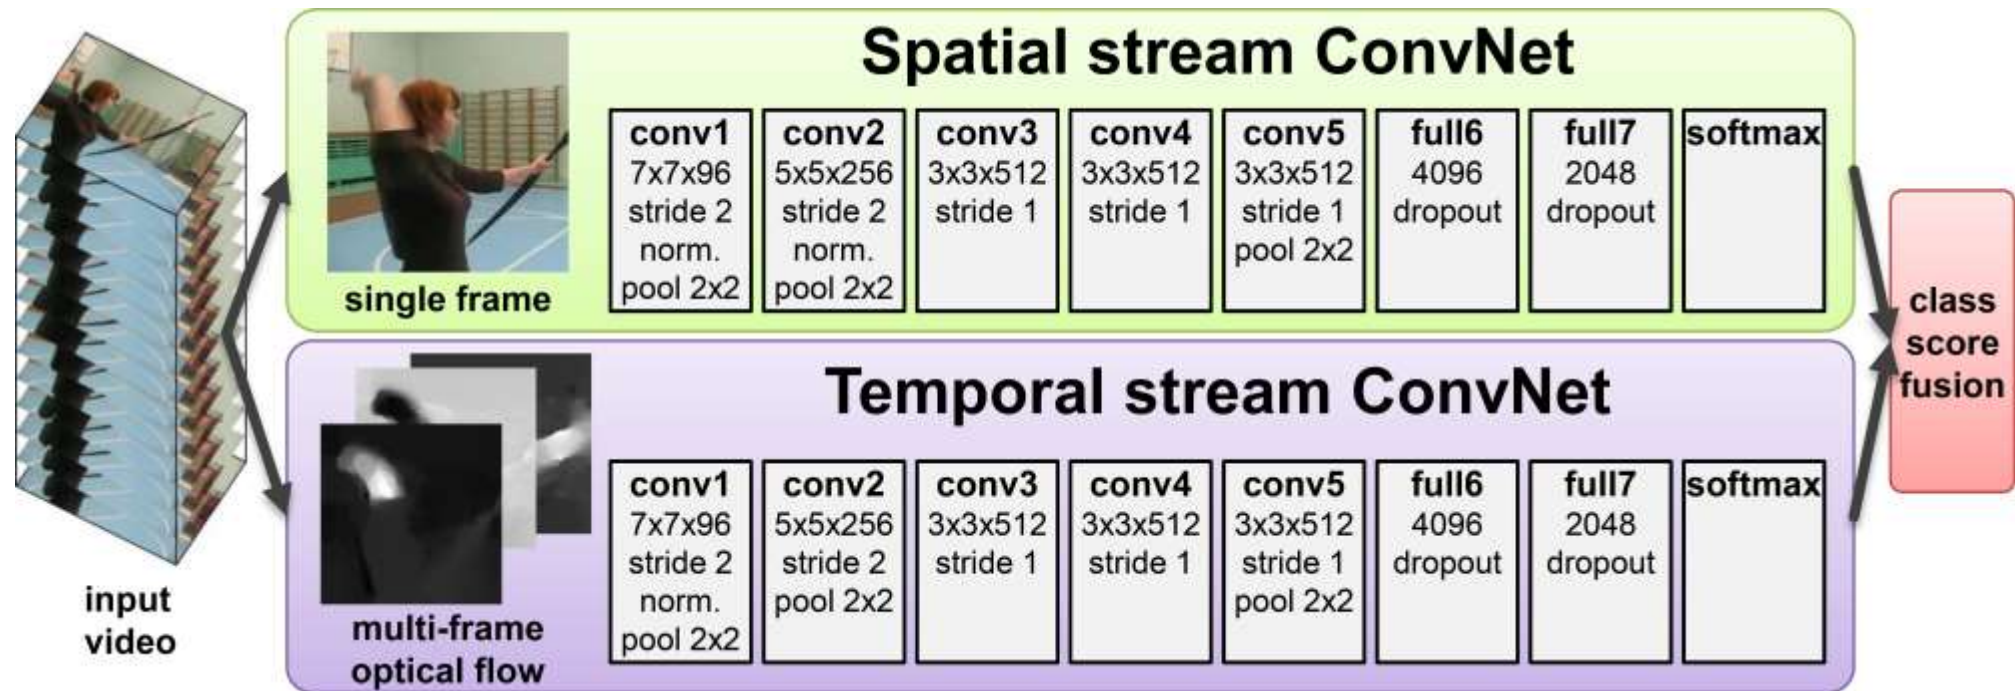 Spatial stream ConvNet
conv1
7x7x96
stride 2
norm.
pool 2x2
conv2
5x5x256
stride 2
norm.
pool 2x2
conv3
3x3x512
stride 1
conv4
3x3x512
stride 1
conv5
3x3x512
stride 1
pool 2x2
full6
4096
dropout
full7
2048
dropout
softmax
single frame
Temporal stream ConvNet
conv1
7x7x96
stride 2
norm.
pool 2x2
conv2
5x5x256
stride 2
pool 2x2
conv3
3x3x512
stride 1
conv4
3x3x512
stride 1
conv5
3x3x512
stride 1
pool 2x2
full6
4096
dropout
full7
2048
dropout
softmax
multi-frame
optical flow
input
video
class
score
fusion